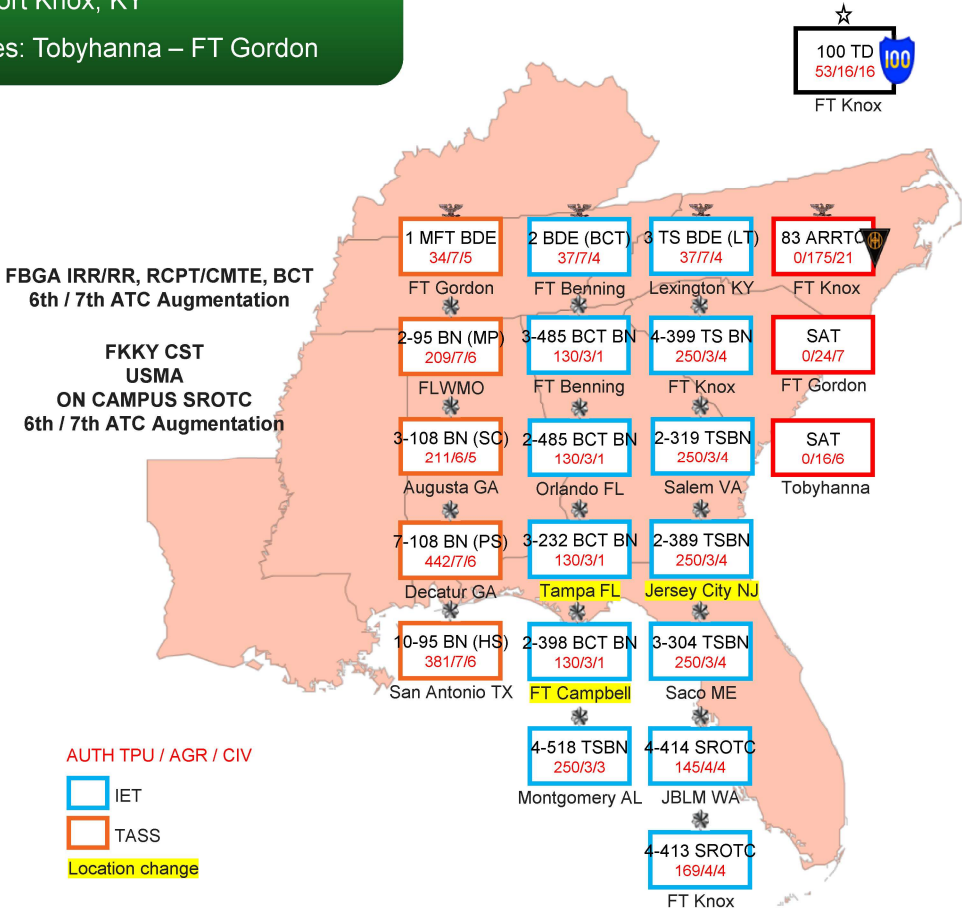 ort Knox, KY
es: Tobyhanna – FT Gordon
100 TD
53/16/16
100
FT Knox
FBGA IRR/RR, RCPT/CMTE, BCT
6th / 7th ATC Augmentation
FKKY CST
USMA
ON CAMPUS SROTC
6th / 7th ATC Augmentation
1 MFT BDE
34/7/5
FT Gordon
2 BDE (BCT)
37/7/4
FT Benning
3 TS BDE (LT)
37/7/4
Lexington KY
83 ARRTC
0/175/21
FT Knox
2-95 BN (MP)
209/7/6
FLWMO
3-485 BCT BN
130/3/1
FT Benning
4-399 TS BN
250/3/4
FT Knox
SAT
0/24/7
FT Gordon
3-108 BN (SC)
211/6/5
Augusta GA
2-485 BCT BN
130/3/1
Orlando FL
2-319 TSBN
250/3/4
Salem VA
SAT
0/16/6
Tobyhanna
7-108 BN (PS)
442/7/6
Decatur GA
3-232 BCT BN
130/3/1
Tampa FL
2-389 TSBN
250/3/4
Jersey City NJ
10-95 BN (HS)
381/7/6
San Antonio TX
2-398 BCT BN
130/3/1
FT Campbell
3-304 TSBN
250/3/4
Saco ME
4-518 TSBN
250/3/3
Montgomery AL
4-414 SROTC
145/4/4
JBLM WA
4-413 SROTC
169/4/4
FT Knox
AUTH TPU / AGR / CIV
IET
TASS
Location change